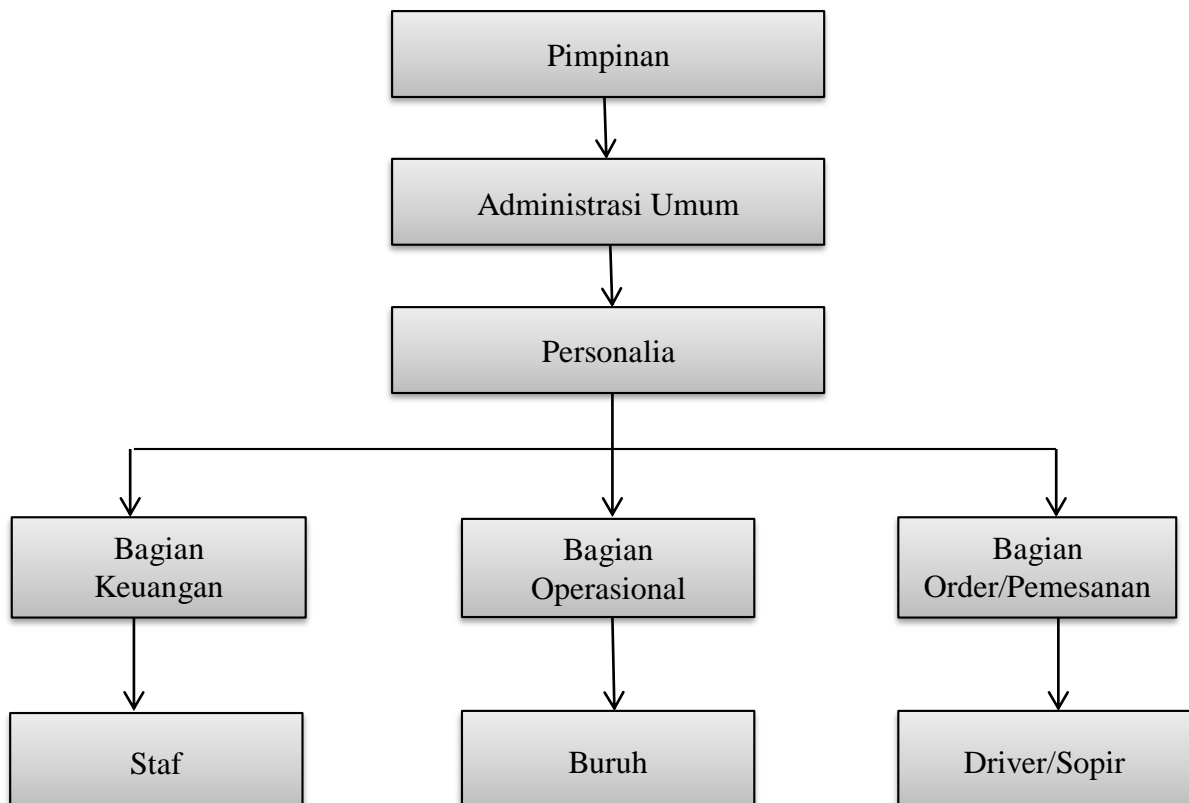 Pimpinan
Administrasi Umum
Personalia
Bagian
Keuangan
Bagian
Operasional
Bagian
Order/Pemesanan
Staf
Buruh
Driver/Sopir